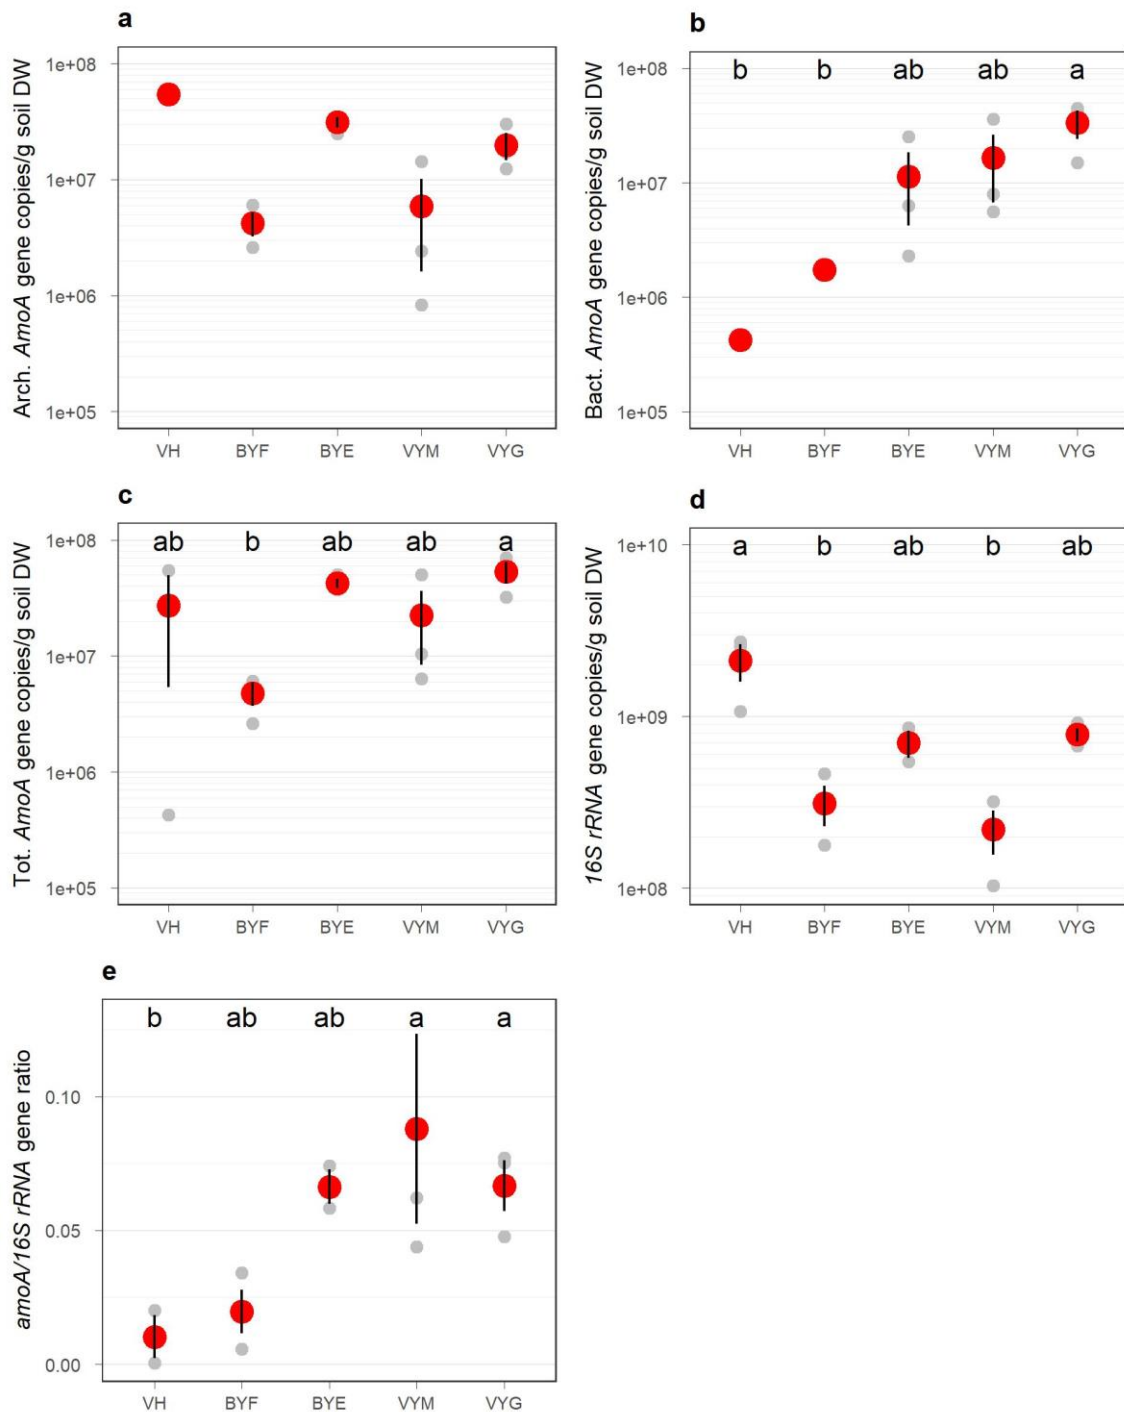 a
Arch. AmoA gene copies/g soil DW
1e+08
1e+07
1e+06
1e+05
VH BYF BYE VYM VYG
b
Bact. AmoA gene copies/g soil DW
b b ab ab a
1e+08
1e+07
1e+06
1e+05
VH BYF BYE VYM VYG
c
Tot. AmoA gene copies/g soil DW
ab b ab ab a
1e+08
1e+07
1e+06
1e+05
VH BYF BYE VYM VYG
d
16S rRNA gene copies/g soil DW
a b ab b ab
1e+10
1e+09
1e+08
VH BYF BYE VYM VYG
e
amoA/16S rRNA gene ratio
b ab ab a a
0.10
0.05
0.00
VH BYF BYE VYM VYG